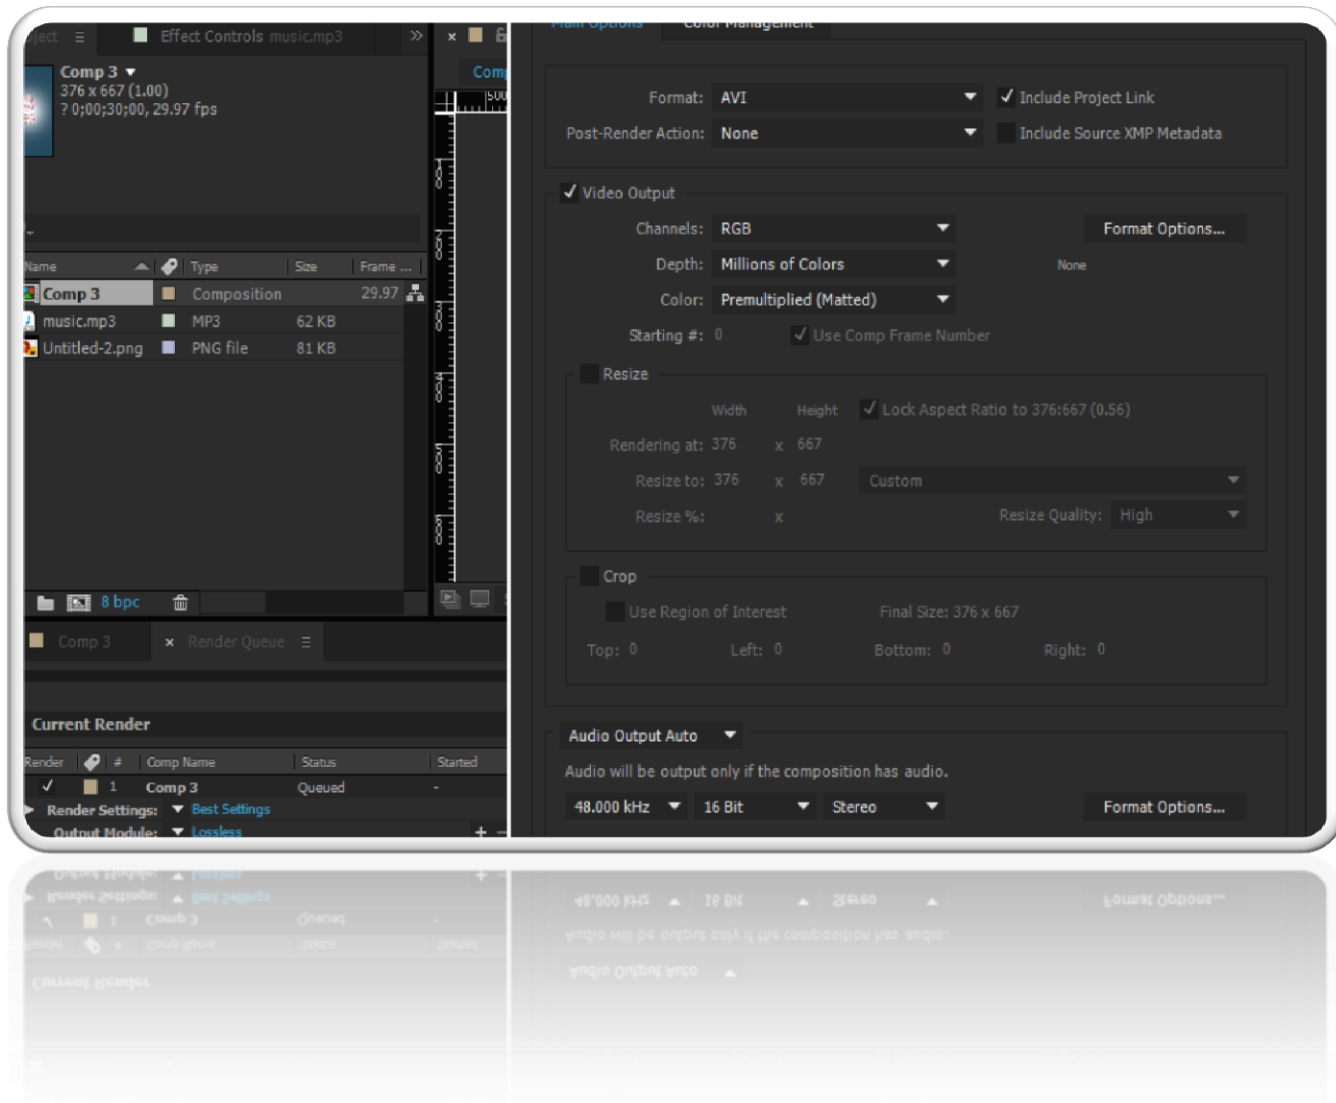 Effect Controls music.mp3
Comp 3
376 x 667 (1.00)
? 0;00;30;00, 29.97 fps
Name Type Size Frame ...
Comp 3 Composition 29.97
music.mp3 MP3 62 KB
Untitled-2.png PNG file 81 KB
8 bpc
Comp 3 Render Queue
Current Render
Render # Comp Name Status Started
1 Comp 3 Queued -
Render Settings: Best Settings
Output Module: Lossless
Main Options Color Management
Format: AVI Include Project Link
Post-Render Action: None Include Source XMP Metadata
Video Output
Channels: RGB Format Options...
Depth: Millions of Colors None
Color: Premultiplied (Matted)
Starting #: 0 Use Comp Frame Number
Resize
Width Height Lock Aspect Ratio to 376:667 (0.56)
Rendering at: 376 x 667
Resize to: 376 x 667 Custom
Resize %: x Resize Quality: High
Crop
Use Region of Interest Final Size: 376 x 667
Top: 0 Left: 0 Bottom: 0 Right: 0
Audio Output Auto
Audio will be output only if the composition has audio.
48.000 kHz 16 Bit Stereo Format Options...